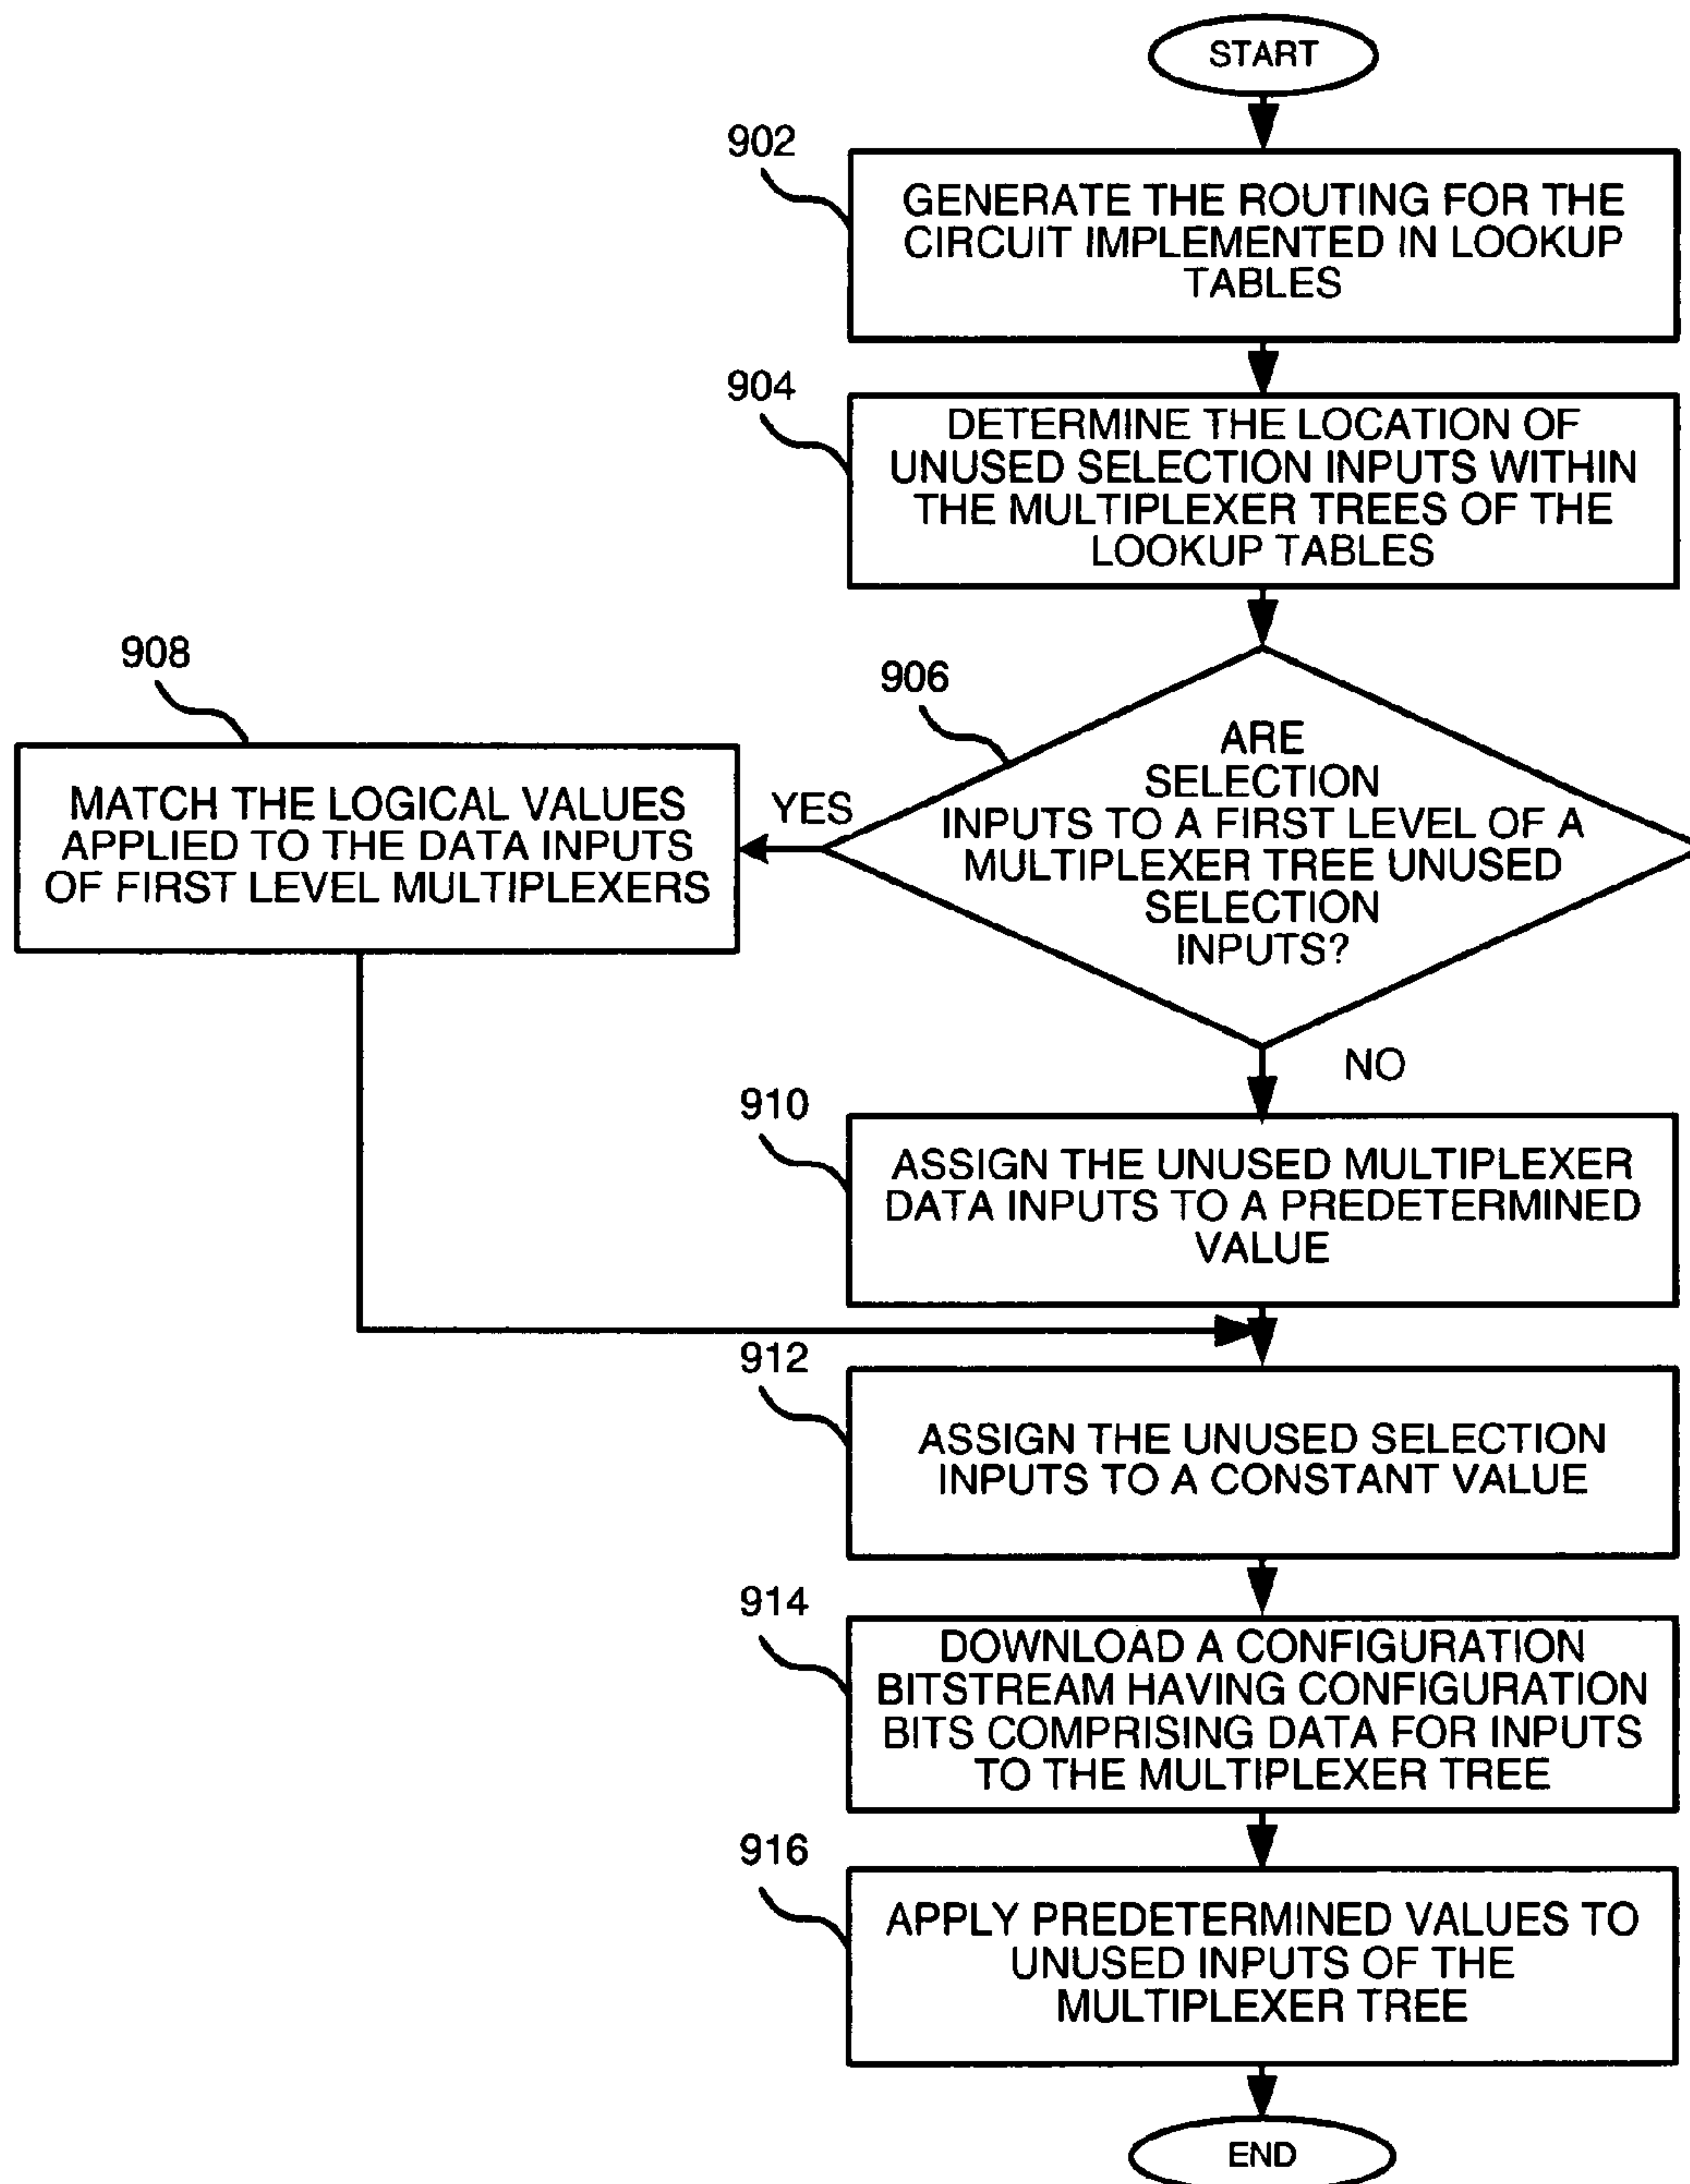 START
902
GENERATE THE ROUTING FOR THE
CIRCUIT IMPLEMENTED IN LOOKUP
TABLES
904
DETERMINE THE LOCATION OF
UNUSED SELECTION INPUTS WITHIN
THE MULTIPLEXER TREES OF THE
LOOKUP TABLES
906
ARE
SELECTION
INPUTS TO A FIRST LEVEL OF A
MULTIPLEXER TREE UNUSED
SELECTION
INPUTS?
YES
908
MATCH THE LOGICAL VALUES
APPLIED TO THE DATA INPUTS
OF FIRST LEVEL MULTIPLEXERS
NO
910
ASSIGN THE UNUSED MULTIPLEXER
DATA INPUTS TO A PREDETERMINED
VALUE
912
ASSIGN THE UNUSED SELECTION
INPUTS TO A CONSTANT VALUE
914
DOWNLOAD A CONFIGURATION
BITSTREAM HAVING CONFIGURATION
BITS COMPRISING DATA FOR INPUTS
TO THE MULTIPLEXER TREE
916
APPLY PREDETERMINED VALUES TO
UNUSED INPUTS OF THE
MULTIPLEXER TREE
END